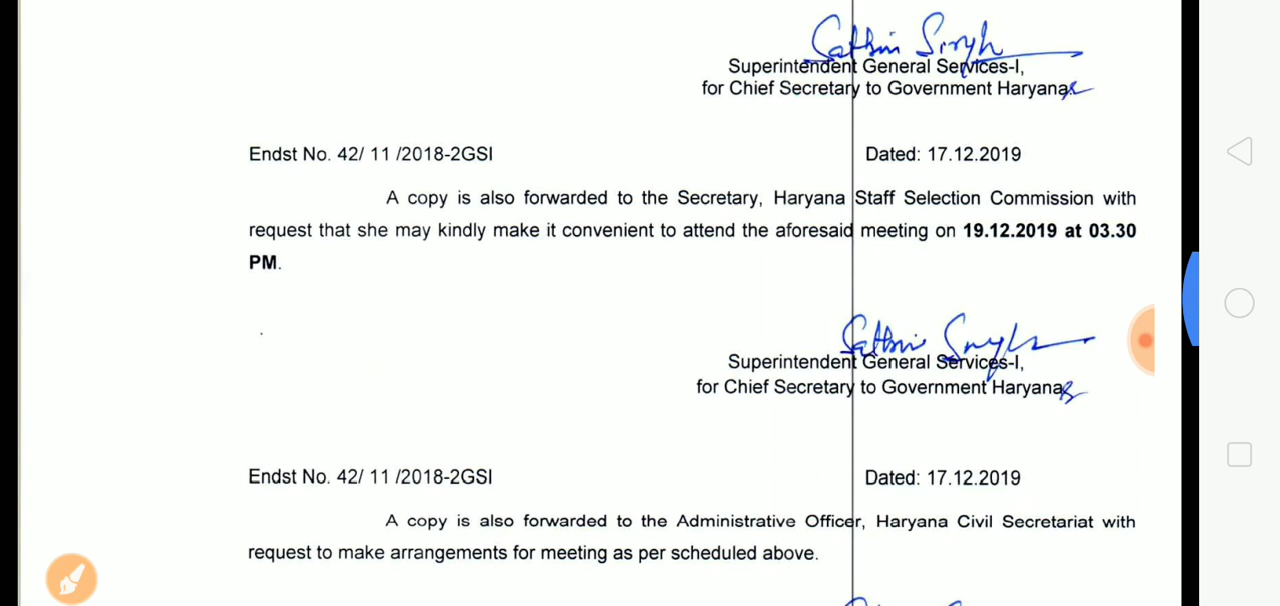 Superintendent General Services-I,
for Chief Secretary to Government Haryana
Endst No. 42/ 11 /2018-2GSI Dated: 17.12.2019
A copy is also forwarded to the Secretary, Haryana Staff Selection Commission with
request that she may kindly make it convenient to attend the aforesaid meeting on 19.12.2019 at 03.30
PM.
Superintendent General Services-I,
for Chief Secretary to Government Haryana
Endst No. 42/ 11 /2018-2GSI Dated: 17.12.2019
A copy is also forwarded to the Administrative Officer, Haryana Civil Secretariat with
request to make arrangements for meeting as per scheduled above.